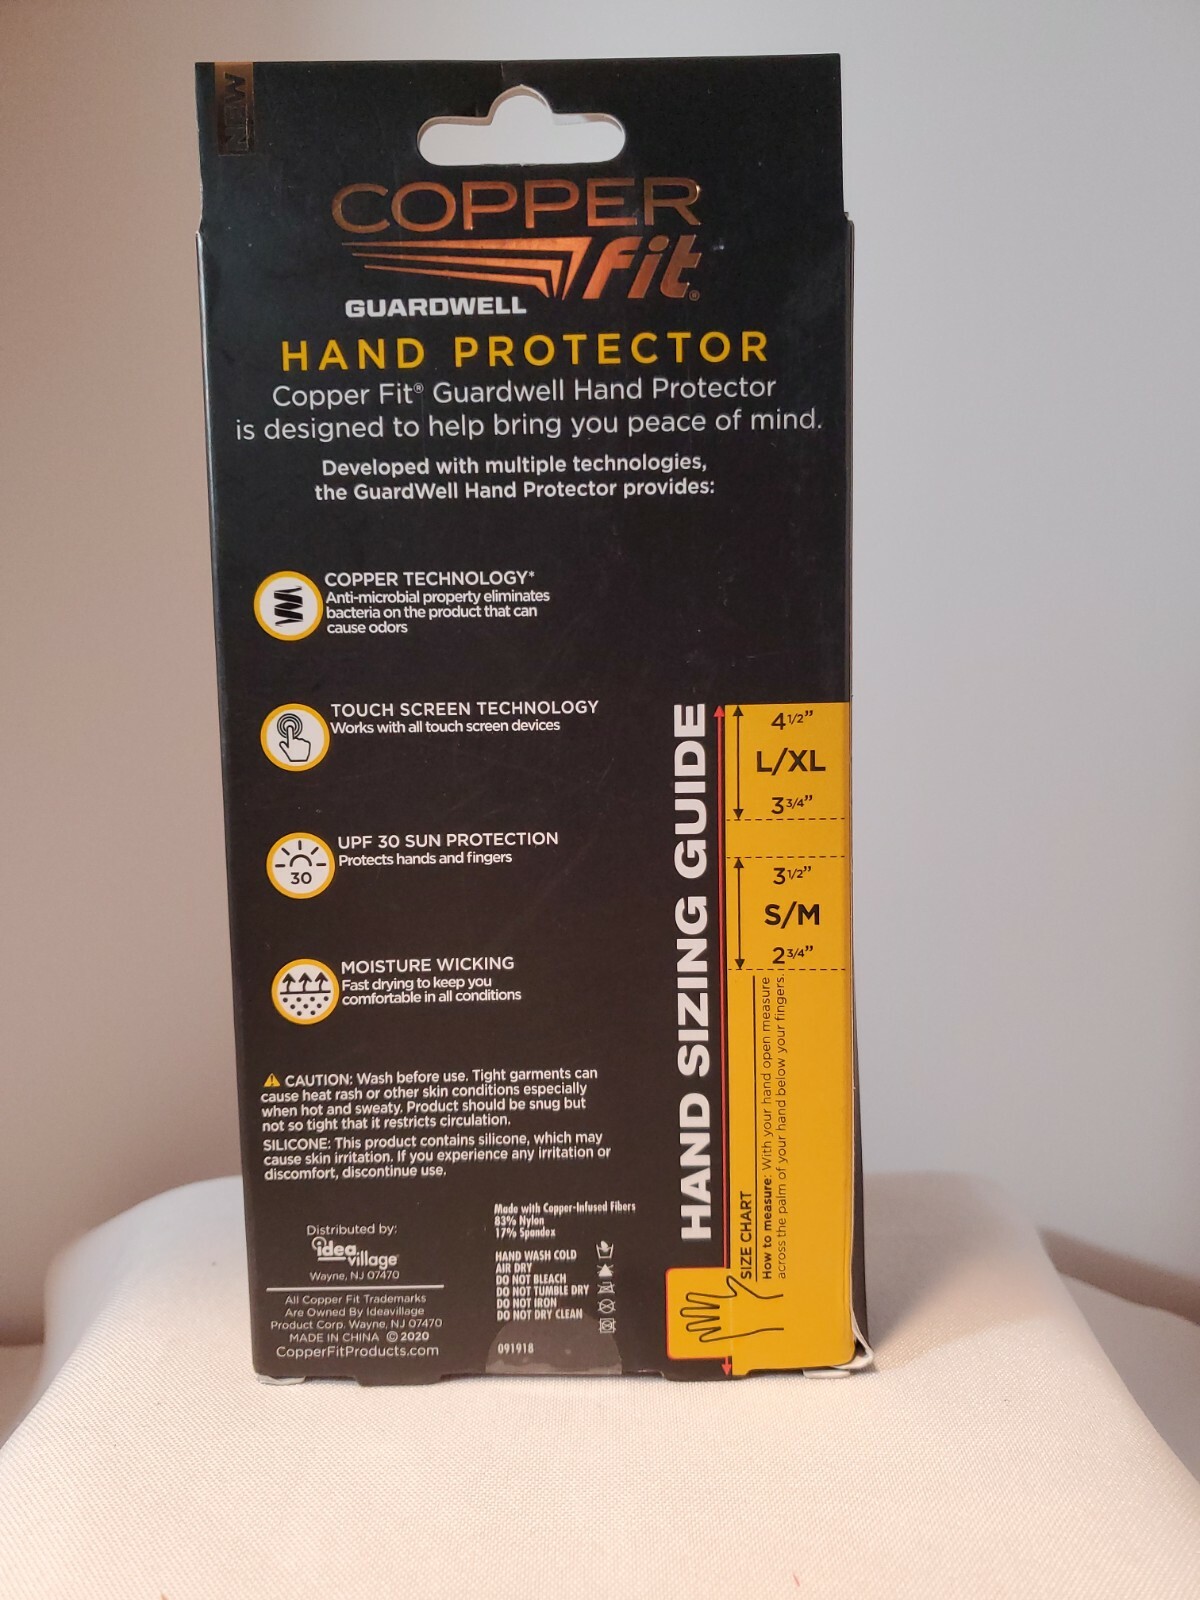 NEW
COPPER
fit®
GUARDWELL
HAND PROTECTOR
Copper Fit® Guardwell Hand Protector
is designed to help bring you peace of mind.
Developed with multiple technologies,
the GuardWell Hand Protector provides:
COPPER TECHNOLOGY*
Anti-microbial property eliminates
bacteria on the product that can
cause odors
TOUCH SCREEN TECHNOLOGY
Works with all touch screen devices
30
UPF 30 SUN PROTECTION
Protects hands and fingers
MOISTURE WICKING
Fast drying to keep you
comfortable in all conditions
CAUTION: Wash before use. Tight garments can
cause heat rash or other skin conditions especially
when hot and sweaty. Product should be snug but
not so tight that it restricts circulation.
SILICONE: This product contains silicone, which may
cause skin irritation. If you experience any irritation or
discomfort, discontinue use.
Distributed by:
idea
village®
Wayne, NJ 07470
All Copper Fit Trademarks
Are Owned By Ideavillage
Product Corp. Wayne, NJ 07470
MADE IN CHINA ©2020
CopperFitProducts.com
Made with Copper-Infused Fibers
83% Nylon
17% Spandex
HAND WASH COLD
AIR DRY
DO NOT BLEACH
DO NOT TUMBLE DRY
DO NOT IRON
DO NOT DRY CLEAN
091918
HAND SIZING GUIDE
4 1/2"
L/XL
3 3/4"
3 1/2"
S/M
2 3/4"
SIZE CHART
How to measure: With your hand open measure
across the palm of your hand below your fingers.